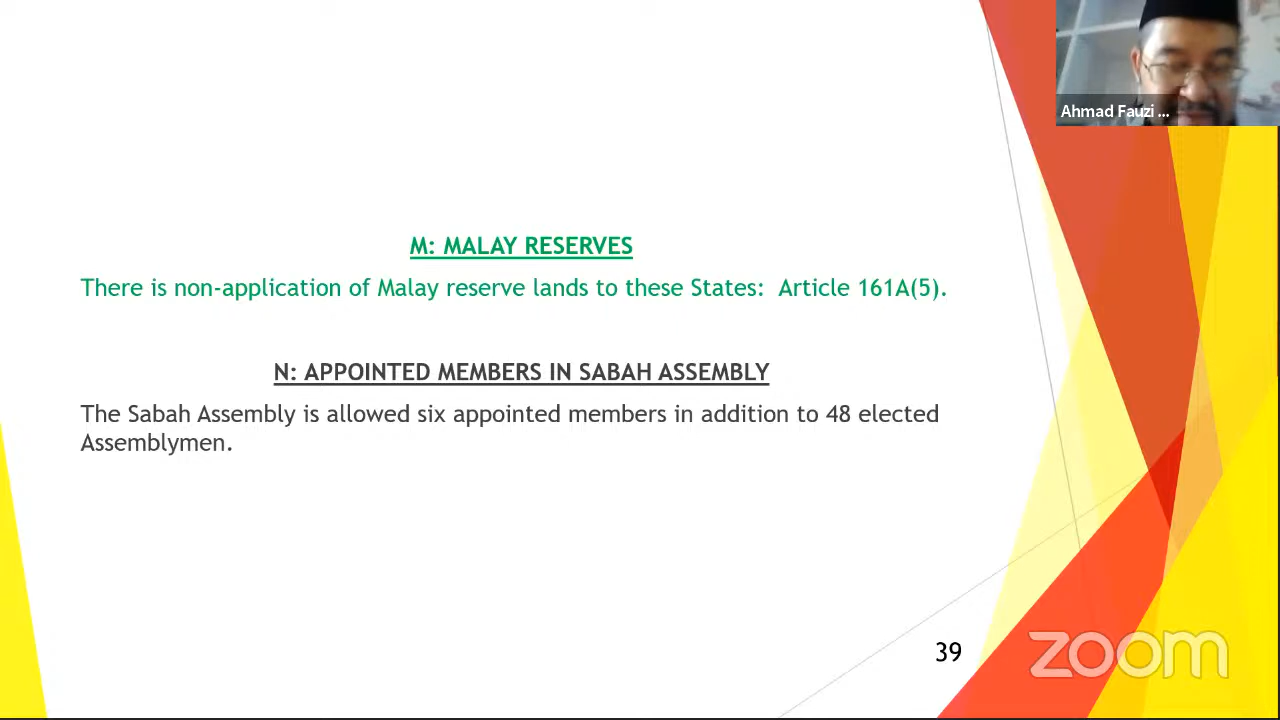 Ahmad Fauzi ...
M: MALAY RESERVES
There is non-application of Malay reserve lands to these States: Article 161A(5).
N: APPOINTED MEMBERS IN SABAH ASSEMBLY
The Sabah Assembly is allowed six appointed members in addition to 48 elected
Assemblymen.
39
zoom